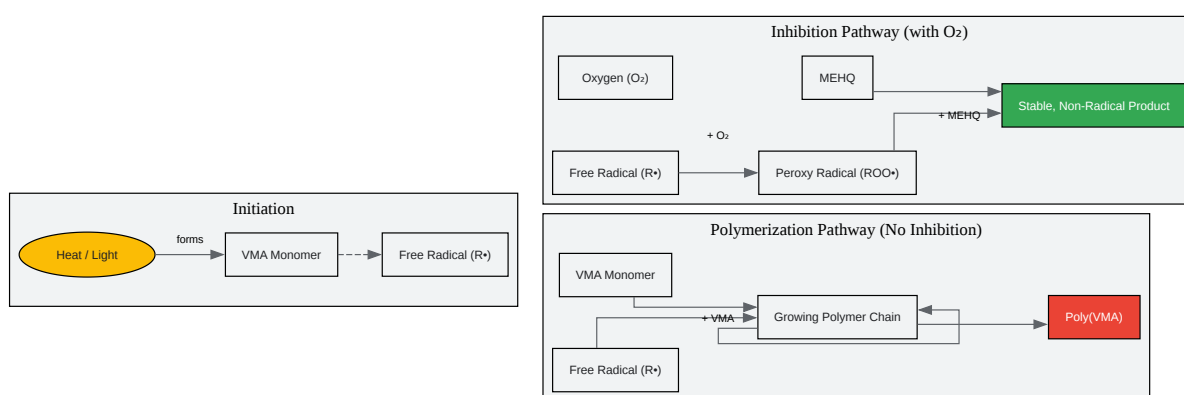 Initiation
Heat / Light
forms
VMA Monomer
Free Radical (R•)
Inhibition Pathway (with O₂)
Oxygen (O₂)
MEHQ
Stable, Non-Radical Product
+ MEHQ
+ O₂
Free Radical (R•)
Peroxy Radical (ROO•)
Polymerization Pathway (No Inhibition)
VMA Monomer
+ VMA
Growing Polymer Chain
Poly(VMA)
Free Radical (R•)